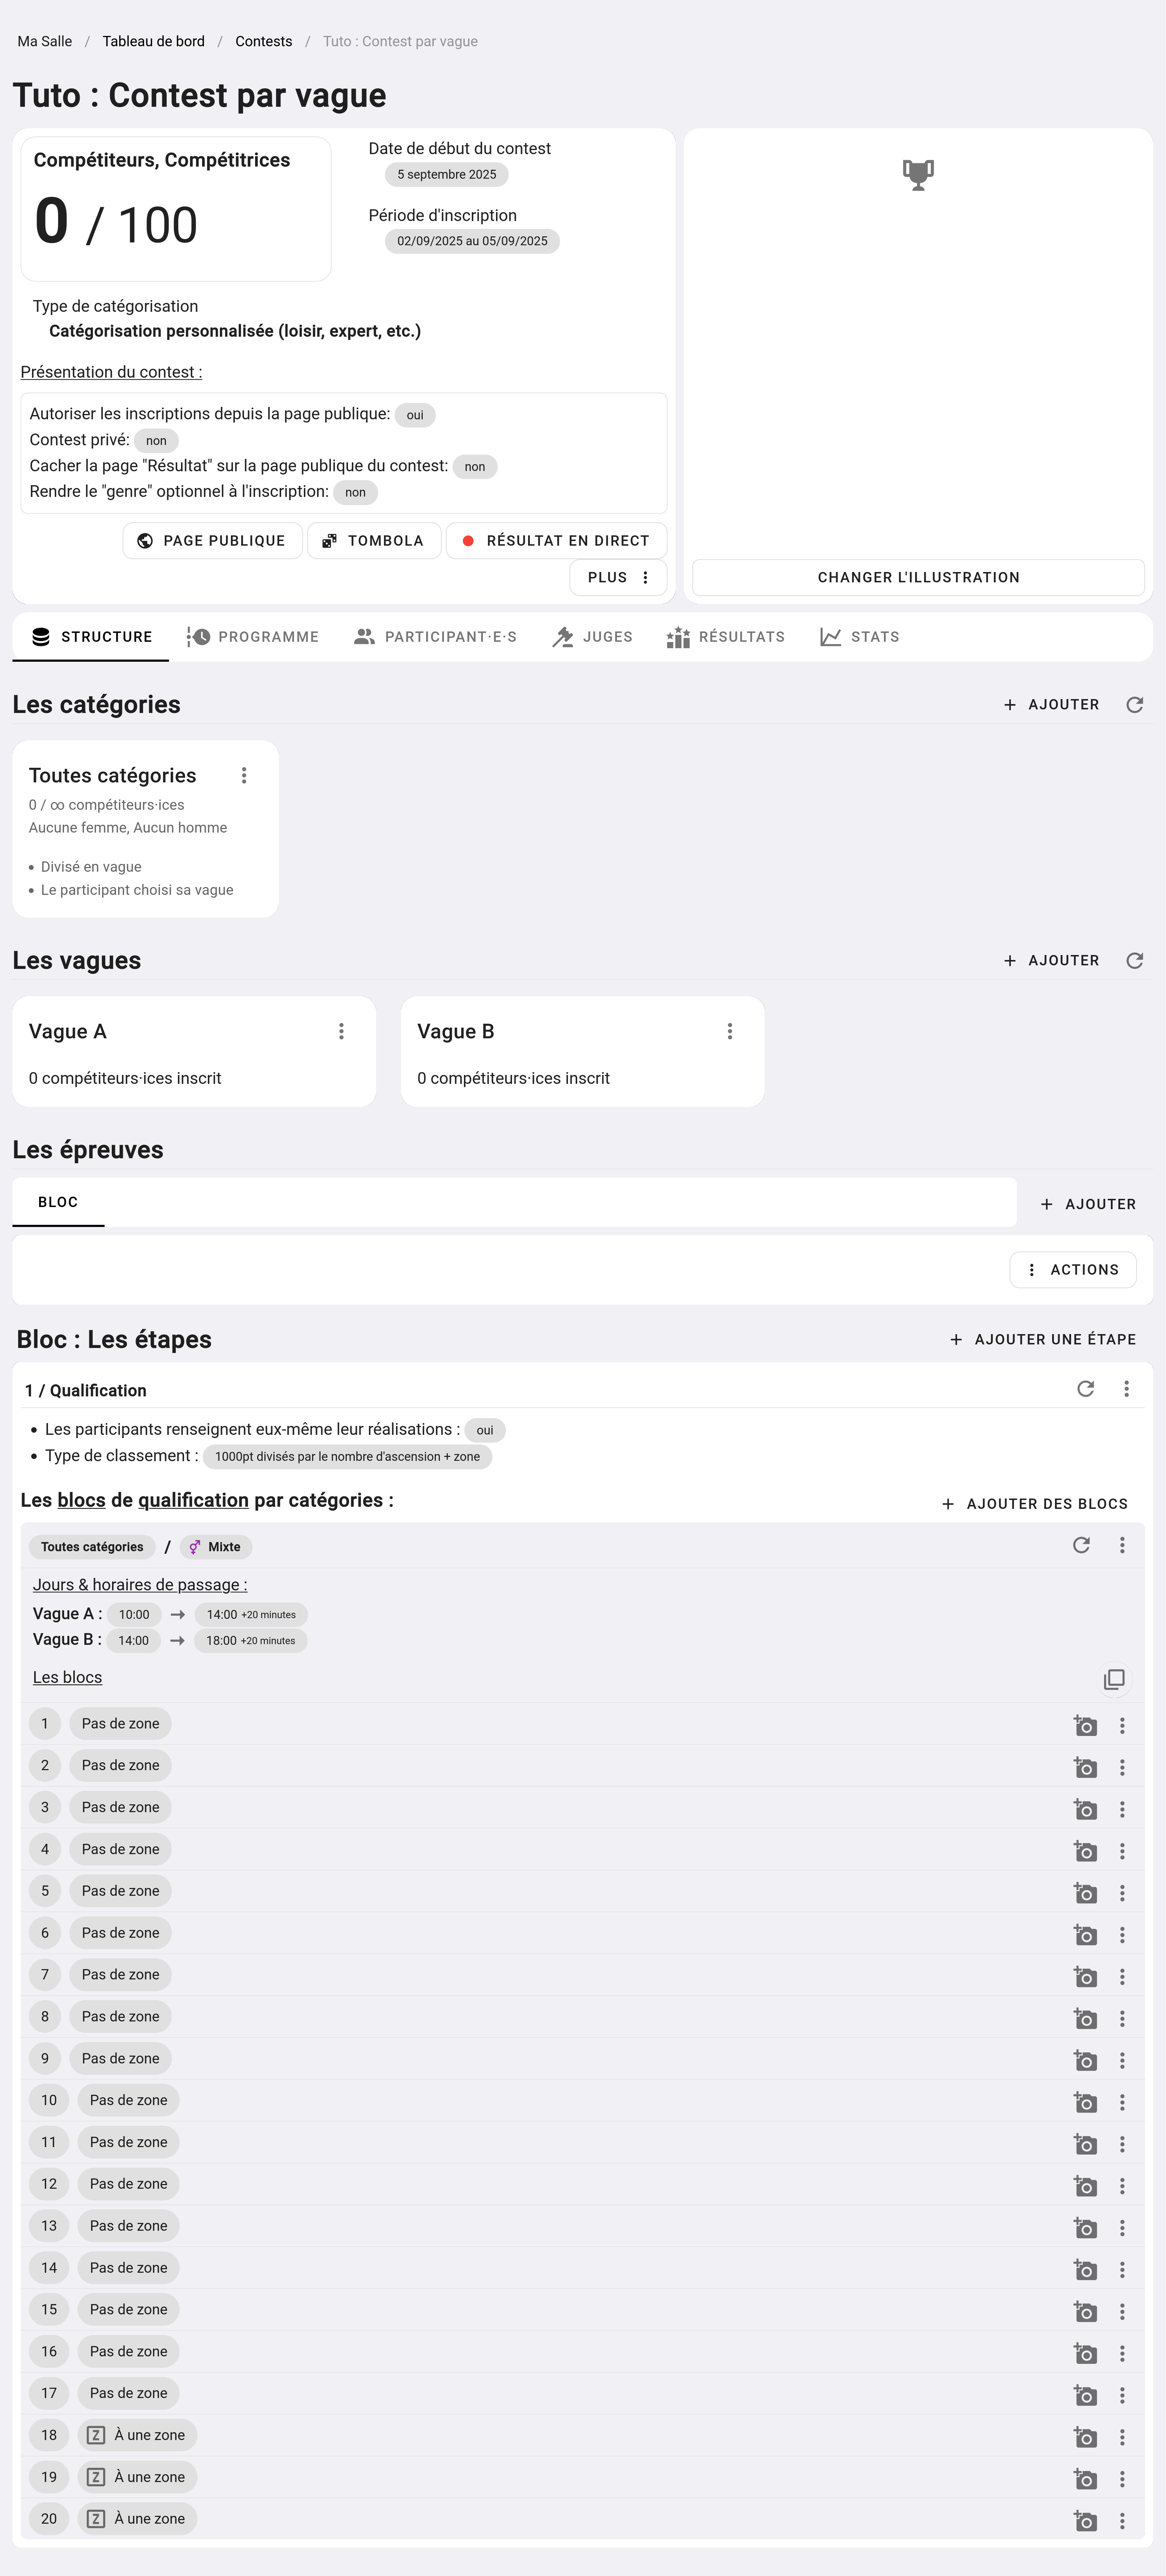 Ma Salle / Tableau de bord / Contests / Tuto : Contest par vague
Tuto : Contest par vague
Compétiteurs, Compétitrices
0 / 100
Date de début du contest
5 septembre 2025
Période d'inscription
02/09/2025 au 05/09/2025
Type de catégorisation
Catégorisation personnalisée (loisir, expert, etc.)
Présentation du contest :
Autoriser les inscriptions depuis la page publique: oui
Contest privé: non
Cacher la page "Résultat" sur la page publique du contest: non
Rendre le "genre" optionnel à l'inscription: non
PAGE PUBLIQUE TOMBOLA RÉSULTAT EN DIRECT
PLUS
CHANGER L'ILLUSTRATION
STRUCTURE PROGRAMME PARTICIPANT·E·S JUGES RÉSULTATS STATS
Les catégories
+ AJOUTER
Toutes catégories
0 / ∞ compétiteurs·ices
Aucune femme, Aucun homme
• Divisé en vague
• Le participant choisi sa vague
Les vagues
+ AJOUTER
Vague A
0 compétiteurs·ices inscrit
Vague B
0 compétiteurs·ices inscrit
Les épreuves
BLOC
+ AJOUTER
ACTIONS
Bloc : Les étapes
+ AJOUTER UNE ÉTAPE
1 / Qualification
• Les participants renseignent eux-même leur réalisations : oui
• Type de classement : 1000pt divisés par le nombre d'ascension + zone
Les blocs de qualification par catégories :
+ AJOUTER DES BLOCS
Toutes catégories / Mixte
Jours & horaires de passage :
Vague A : 10:00 → 14:00 +20 minutes
Vague B : 14:00 → 18:00 +20 minutes
Les blocs
1 Pas de zone
2 Pas de zone
3 Pas de zone
4 Pas de zone
5 Pas de zone
6 Pas de zone
7 Pas de zone
8 Pas de zone
9 Pas de zone
10 Pas de zone
11 Pas de zone
12 Pas de zone
13 Pas de zone
14 Pas de zone
15 Pas de zone
16 Pas de zone
17 Pas de zone
18 Z À une zone
19 Z À une zone
20 Z À une zone